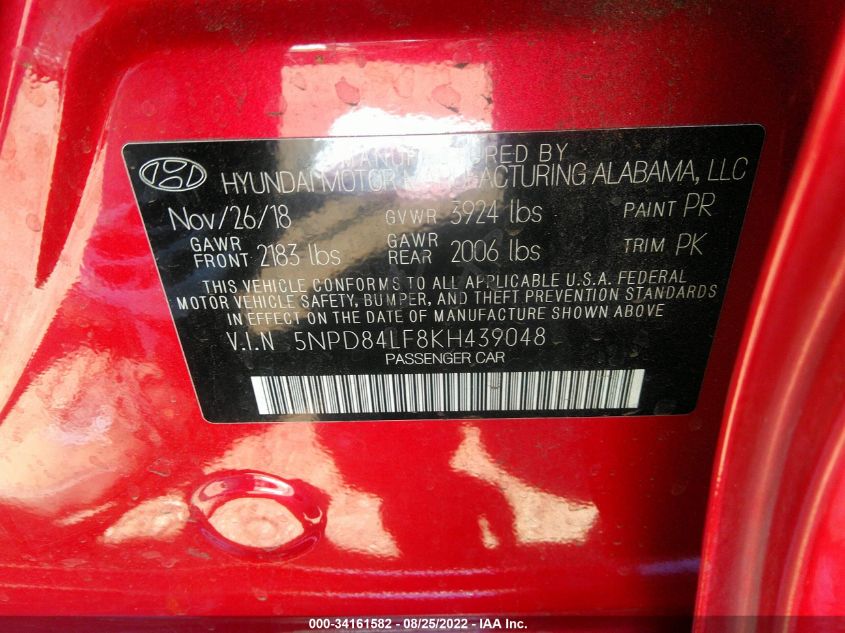 MANUFACTURED BY
HYUNDAI MOTOR MANUFACTURING ALABAMA, LLC
Nov/26/18 GVWR 3924 lbs PAINT PR
GAWR FRONT 2183 lbs GAWR REAR 2006 lbs TRIM PK
THIS VEHICLE CONFORMS TO ALL APPLICABLE U.S.A. FEDERAL
MOTOR VEHICLE SAFETY, BUMPER, AND THEFT PREVENTION STANDARDS
IN EFFECT ON THE DATE OF MANUFACTURE SHOWN ABOVE
V.I.N 5NPD84LF8KH439048
PASSENGER CAR
000-34161582 - 08/25/2022 - IAA Inc.